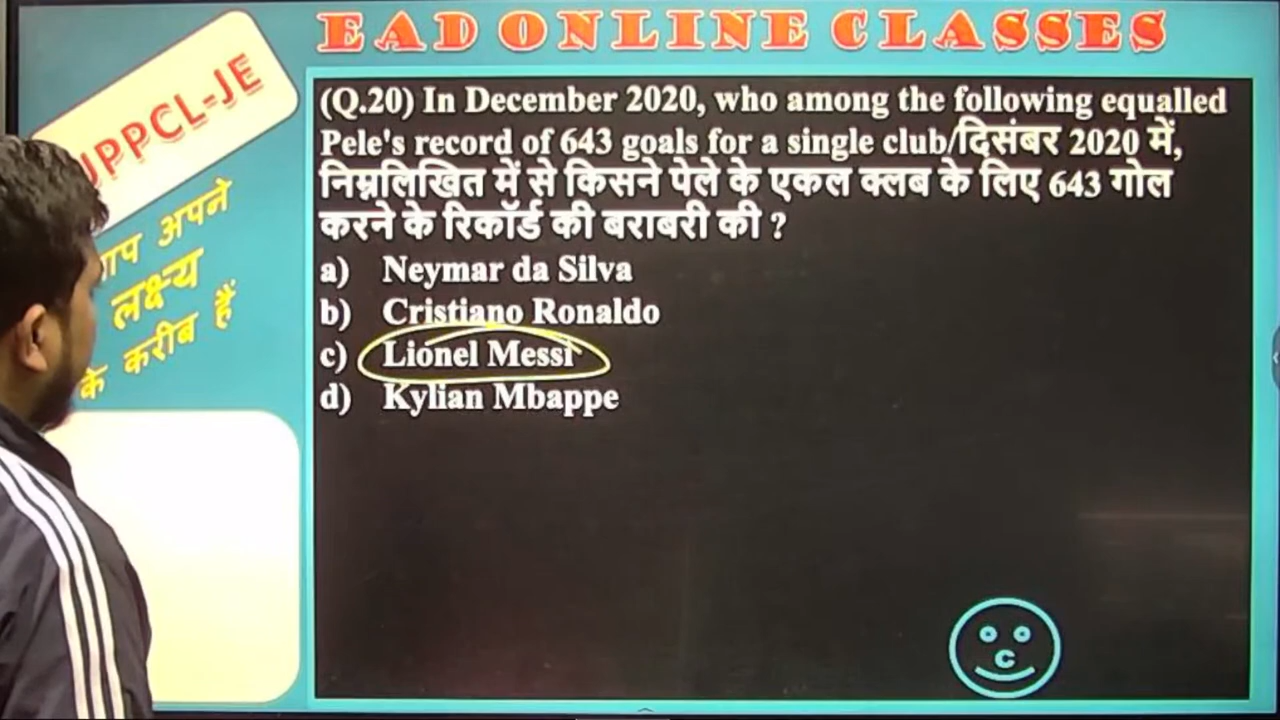 EAD ONLINE CLASSES
UPPCL-JE
आप अपने
लक्ष्य
के करीब हैं
(Q.20) In December 2020, who among the following equalled
Pele's record of 643 goals for a single club/दिसंबर 2020 में,
निम्नलिखित में से किसने पेले के एकल क्लब के लिए 643 गोल
करने के रिकॉर्ड की बराबरी की ?
a) Neymar da Silva
b) Cristiano Ronaldo
c) Lionel Messi
d) Kylian Mbappe
c